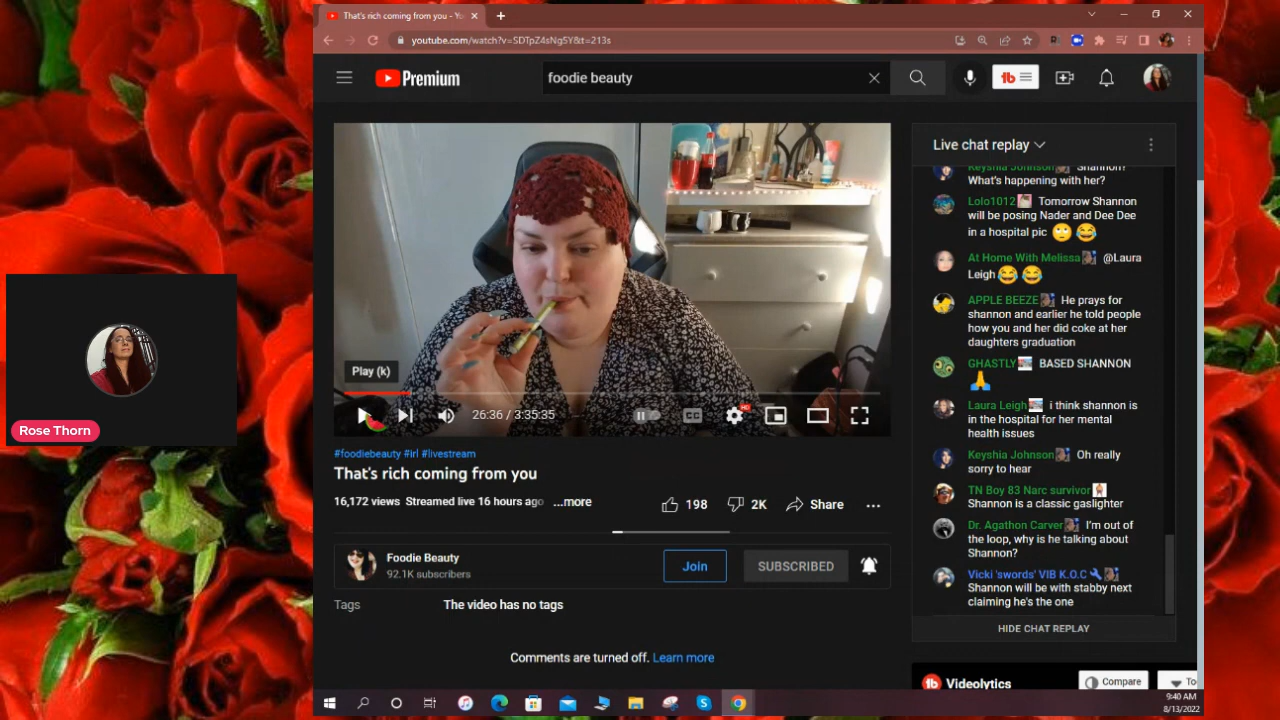 That's rich coming from you - Yo
youtube.com/watch?v=SDTpZ4sNg5Y&t=213s
Premium
foodie beauty
Live chat replay
Keyshia Johnson Shannon?
What's happening with her?
Lolo1012 Tomorrow Shannon
will be posing Nader and Dee Dee
in a hospital pic
At Home With Melissa @Laura
Leigh
APPLE BEEZE He prays for
shannon and earlier he told people
how you and her did coke at her
daughters graduation
GHASTLY BASED SHANNON
Laura Leigh i think shannon is
in the hospital for her mental
health issues
Keyshia Johnson Oh really
sorry to hear
TN Boy 83 Narc survivor
Shannon is a classic gaslighter
Dr. Agathon Carver I'm out of
the loop, why is he talking about
Shannon?
Vicki 'swords' VIB K.O.C
Shannon will be with stabby next
claiming he's the one
HIDE CHAT REPLAY
Play (k)
26:36 / 3:35:35
CC
HD
#foodiebeauty #irl #livestream
That's rich coming from you
16,172 views Streamed live 16 hours ago ...more
198
2K
Share
Foodie Beauty
92.1K subscribers
Join
SUBSCRIBED
Tags
The video has no tags
Comments are turned off. Learn more
tb Videolytics
Compare
To
Rose Thorn
9:40 AM
8/13/2022